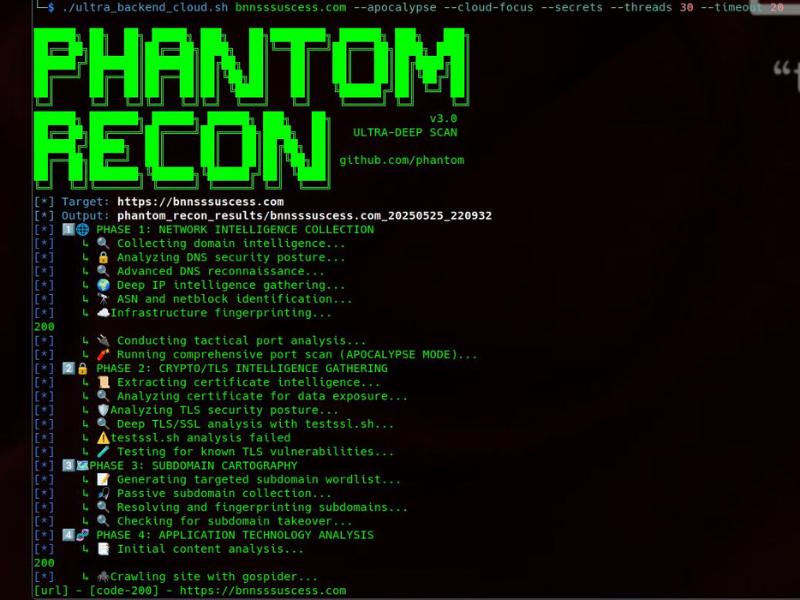 └─$ ./ultra_backend_cloud.sh bnnsssuscess.com --apocalypse --cloud-focus --secrets --threads 30 --timeout 20
PHANTOM
RECON
v3.0
ULTRA-DEEP SCAN
github.com/phantom
[*] Target: https://bnnsssuscess.com
[*] Output: phantom_recon_results/bnnsssuscess.com_20250525_220932
[*] 1️⃣🌐 PHASE 1: NETWORK INTELLIGENCE COLLECTION
[*] ↳ 🔍 Collecting domain intelligence...
[*] ↳ 🔒 Analyzing DNS security posture...
[*] ↳ 🔍 Advanced DNS reconnaissance...
[*] ↳ 🌍 Deep IP intelligence gathering...
[*] ↳ 🔭 ASN and netblock identification...
[*] ↳ ☁️Infrastructure fingerprinting...
200
[*] ↳ 🔌 Conducting tactical port analysis...
[*] ↳ 🧨 Running comprehensive port scan (APOCALYPSE MODE)...
[*] 2️⃣🔒 PHASE 2: CRYPTO/TLS INTELLIGENCE GATHERING
[*] ↳ 📜 Extracting certificate intelligence...
[*] ↳ 🔍 Analyzing certificate for data exposure...
[*] ↳ 🛡️Analyzing TLS security posture...
[*] ↳ 🔍 Deep TLS/SSL analysis with testssl.sh...
[*] ↳ ⚠️testssl.sh analysis failed
[*] ↳ 🧪 Testing for known TLS vulnerabilities...
[*] 3️⃣🗺️PHASE 3: SUBDOMAIN CARTOGRAPHY
[*] ↳ 📝 Generating targeted subdomain wordlist...
[*] ↳ 🎣 Passive subdomain collection...
[*] ↳ 🔍 Resolving and fingerprinting subdomains...
[*] ↳ 🔍 Checking for subdomain takeover...
[*] 4️⃣🧬 PHASE 4: APPLICATION TECHNOLOGY ANALYSIS
[*] ↳ 📑 Initial content analysis...
200
[*] ↳ 🕷️Crawling site with gospider...
[url] - [code-200] - https://bnnsssuscess.com